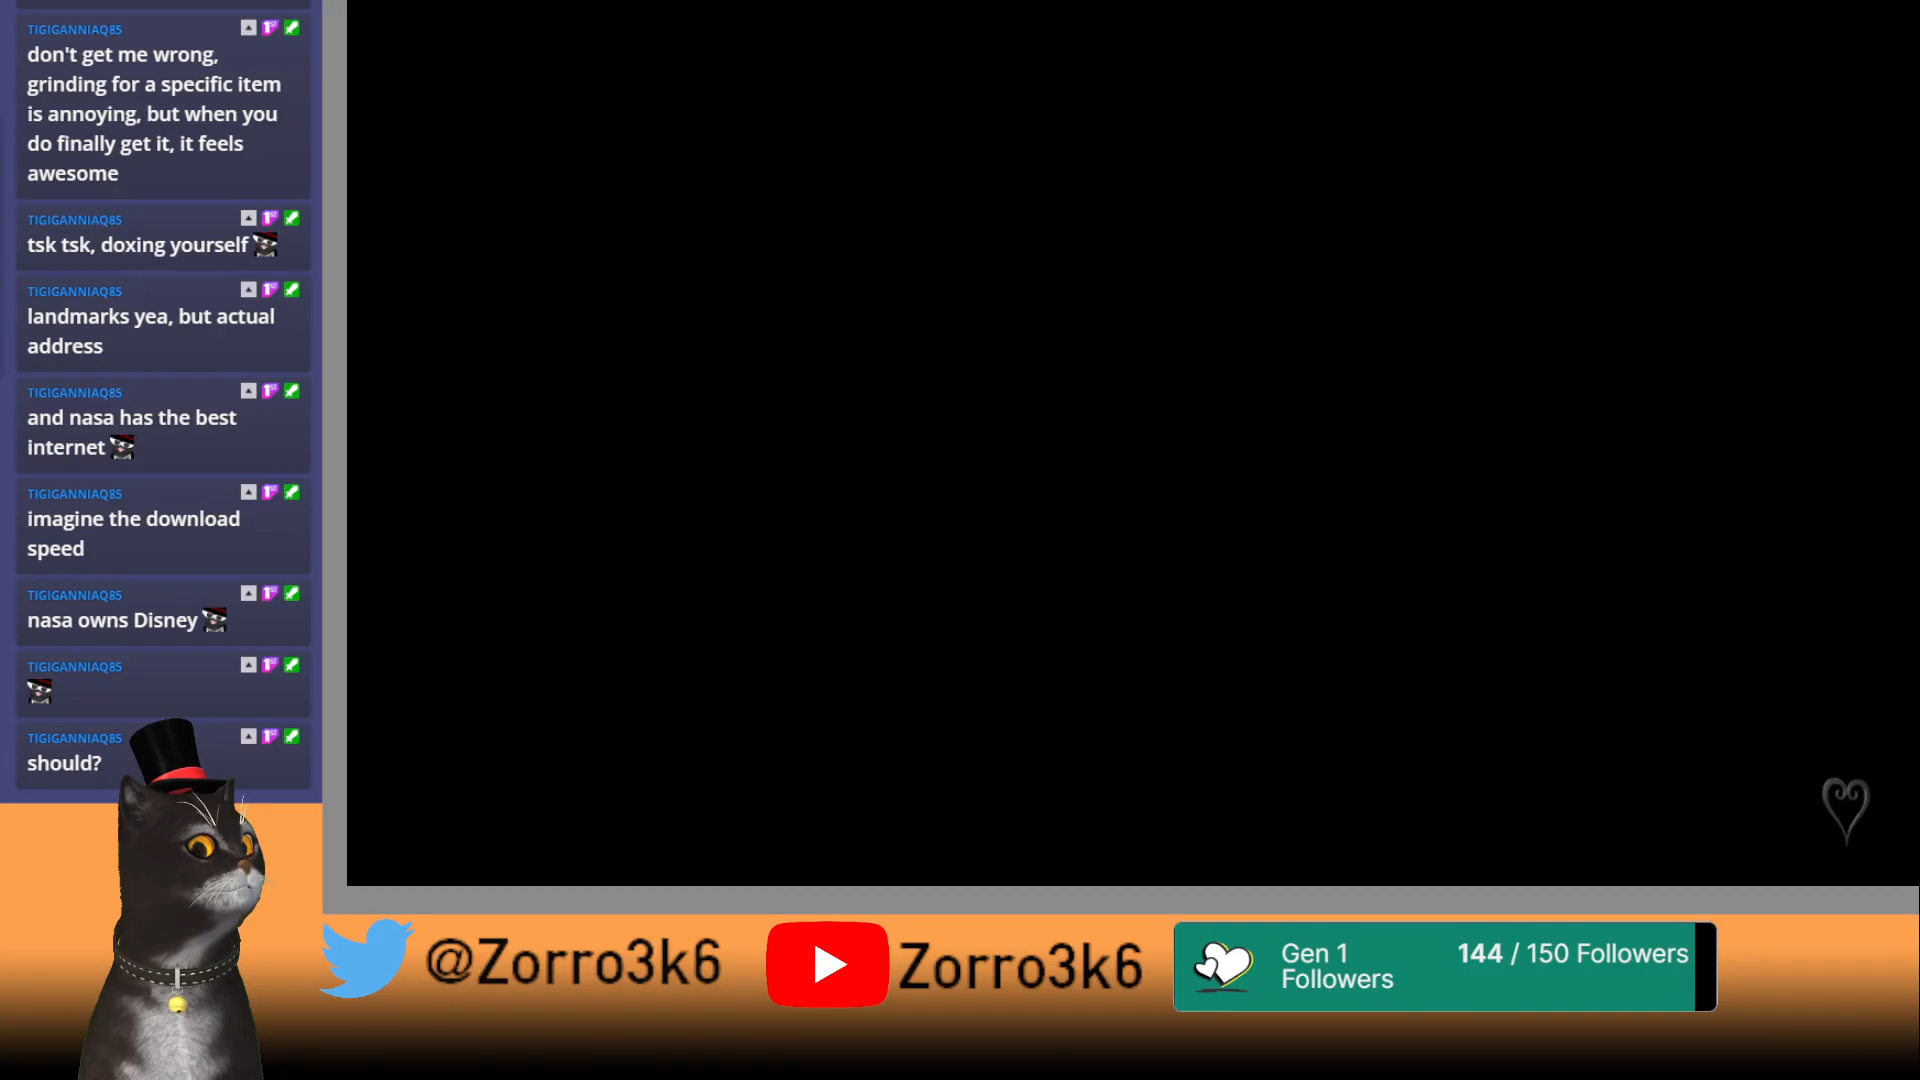 TIGIGANNIAQ85
don't get me wrong,
grinding for a specific item
is annoying, but when you
do finally get it, it feels
awesome
TIGIGANNIAQ85
tsk tsk, doxing yourself
TIGIGANNIAQ85
landmarks yea, but actual
address
TIGIGANNIAQ85
and nasa has the best
internet
TIGIGANNIAQ85
imagine the download
speed
TIGIGANNIAQ85
nasa owns Disney
TIGIGANNIAQ85
TIGIGANNIAQ85
should?
@Zorro3k6
Zorro3k6
Gen 1
Followers
144 / 150 Followers